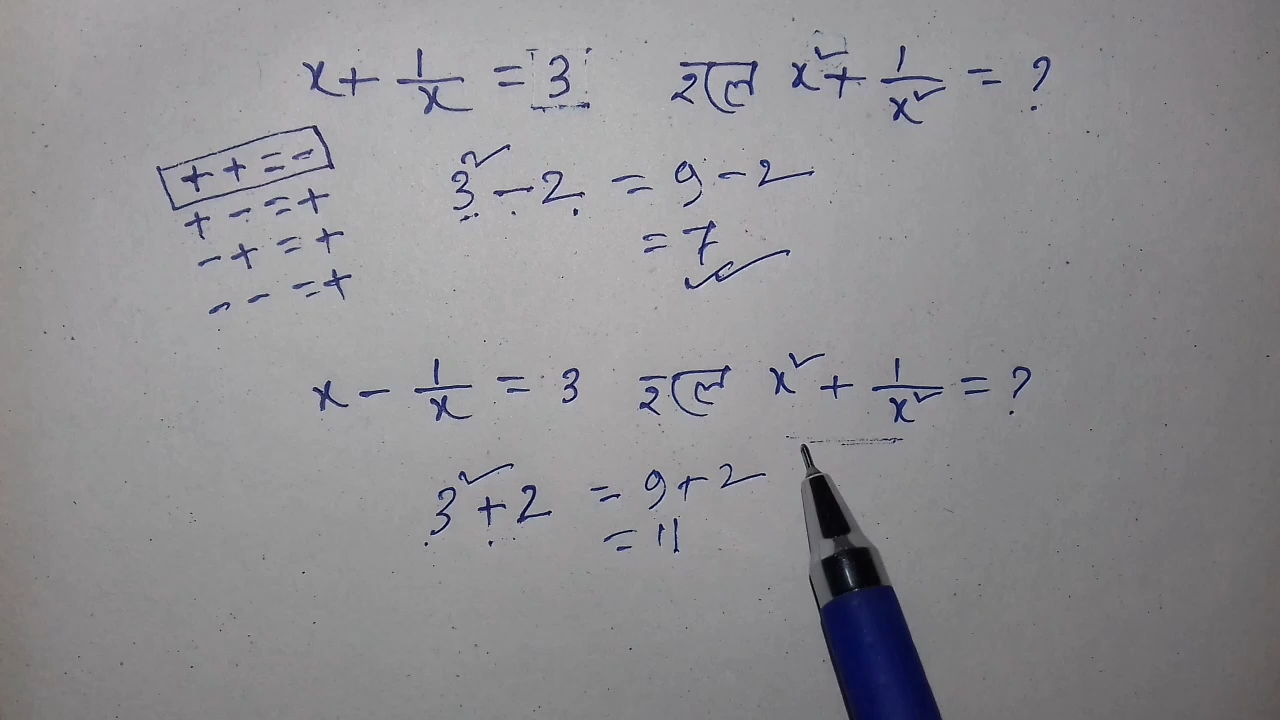 x + 1/x = 3 হলে x² + 1/x² = ?
+ + = -
+ - = +
- + = +
- - = +
3² - 2 = 9 - 2
= 7
x - 1/x = 3 হলে x² + 1/x² = ?
3² + 2 = 9 + 2
= 11